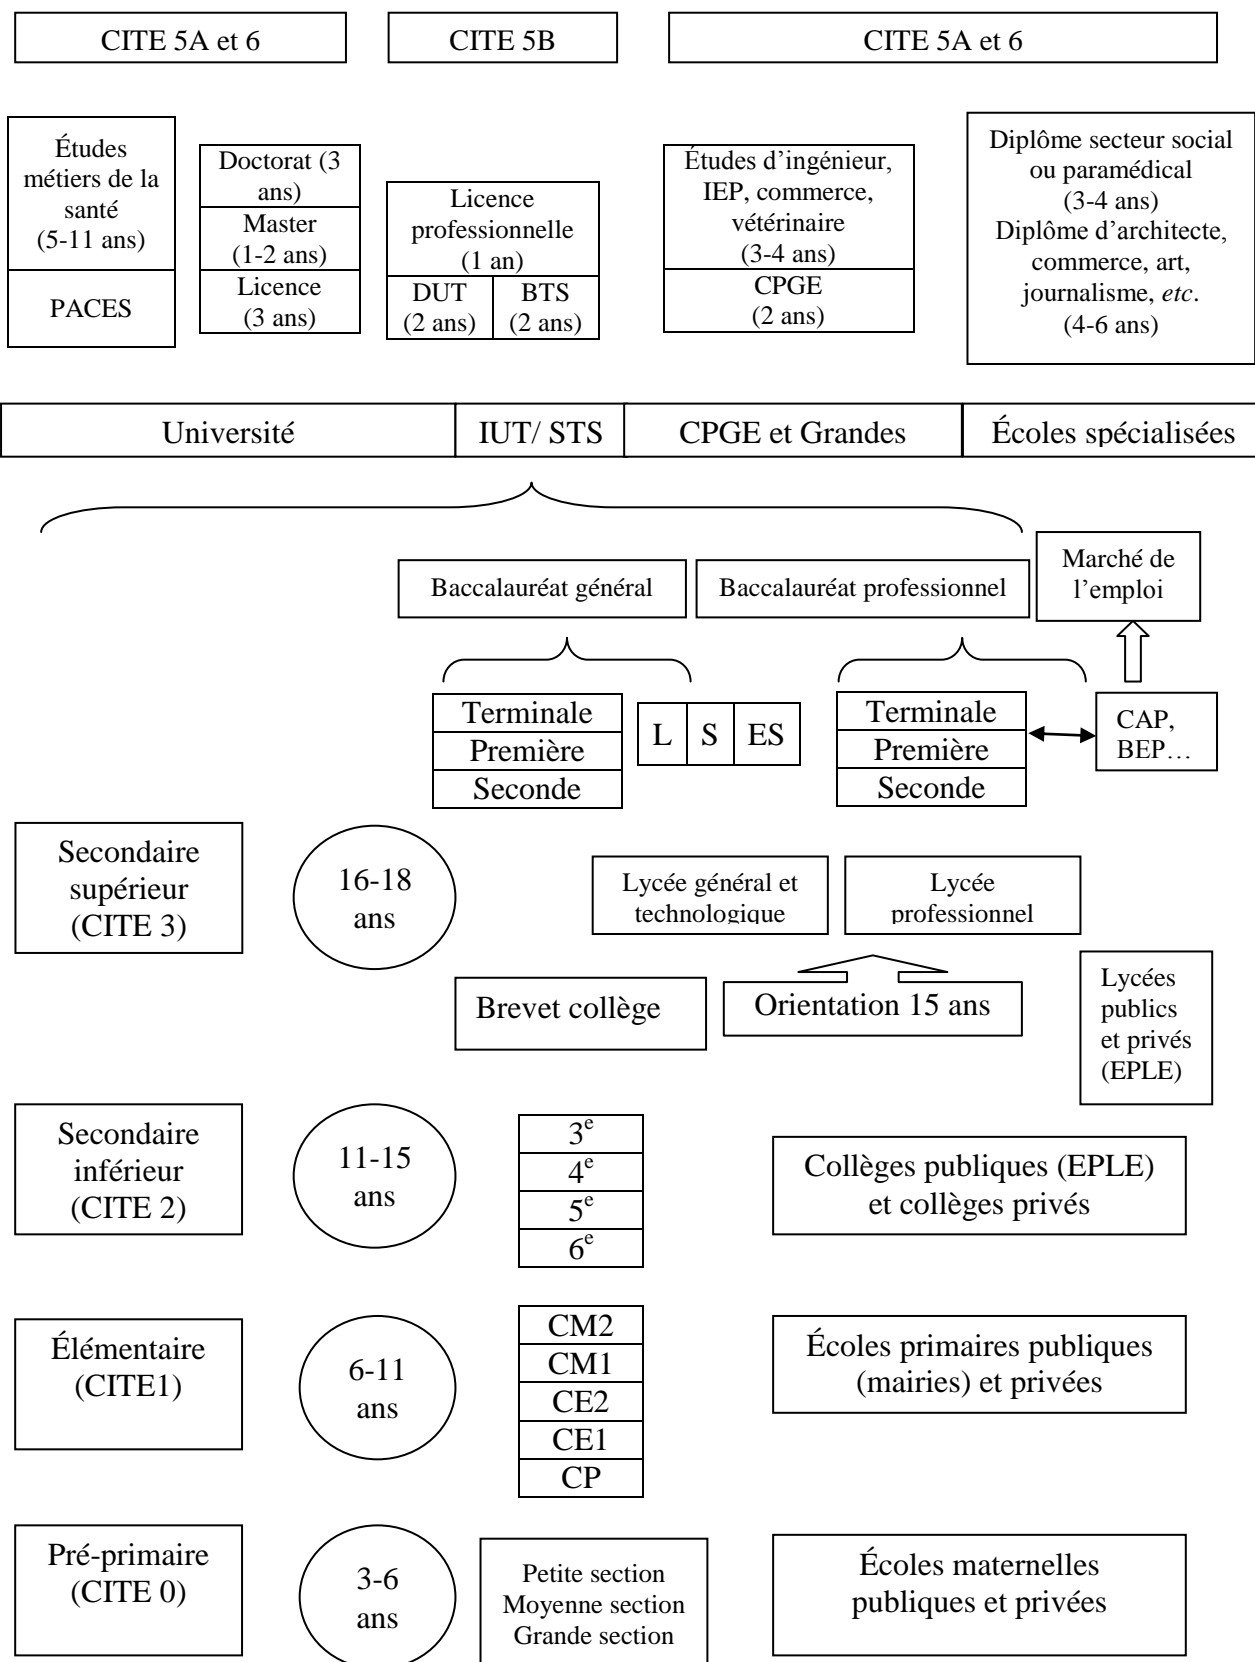 CITE 5A et 6
CITE 5B
CITE 5A et 6
Études
métiers de la
santé
(5-11 ans)
PACES
Doctorat (3
ans)
Master
(1-2 ans)
Licence
(3 ans)
Licence
professionnelle
(1 an)
DUT
(2 ans)
BTS
(2 ans)
Études d’ingénieur,
IEP, commerce,
vétérinaire
(3-4 ans)
CPGE
(2 ans)
Diplôme secteur social
ou paramédical
(3-4 ans)
Diplôme d’architecte,
commerce, art,
journalisme, etc.
(4-6 ans)
Université
IUT/ STS
CPGE et Grandes
Écoles spécialisées
Baccalauréat général
Baccalauréat professionnel
Marché de
l’emploi
Terminale
Première
Seconde
L
S
ES
Terminale
Première
Seconde
CAP,
BEP…
Secondaire
supérieur
(CITE 3)
16-18
ans
Lycée général et
technologique
Lycée
professionnel
Brevet collège
Orientation 15 ans
Lycées
publics
et privés
(EPLE)
Secondaire
inférieur
(CITE 2)
11-15
ans
3e
4e
5e
6e
Collèges publiques (EPLE)
et collèges privés
Élémentaire
(CITE1)
6-11
ans
CM2
CM1
CE2
CE1
CP
Écoles primaires publiques
(mairies) et privées
Pré-primaire
(CITE 0)
3-6
ans
Petite section
Moyenne section
Grande section
Écoles maternelles
publiques et privées